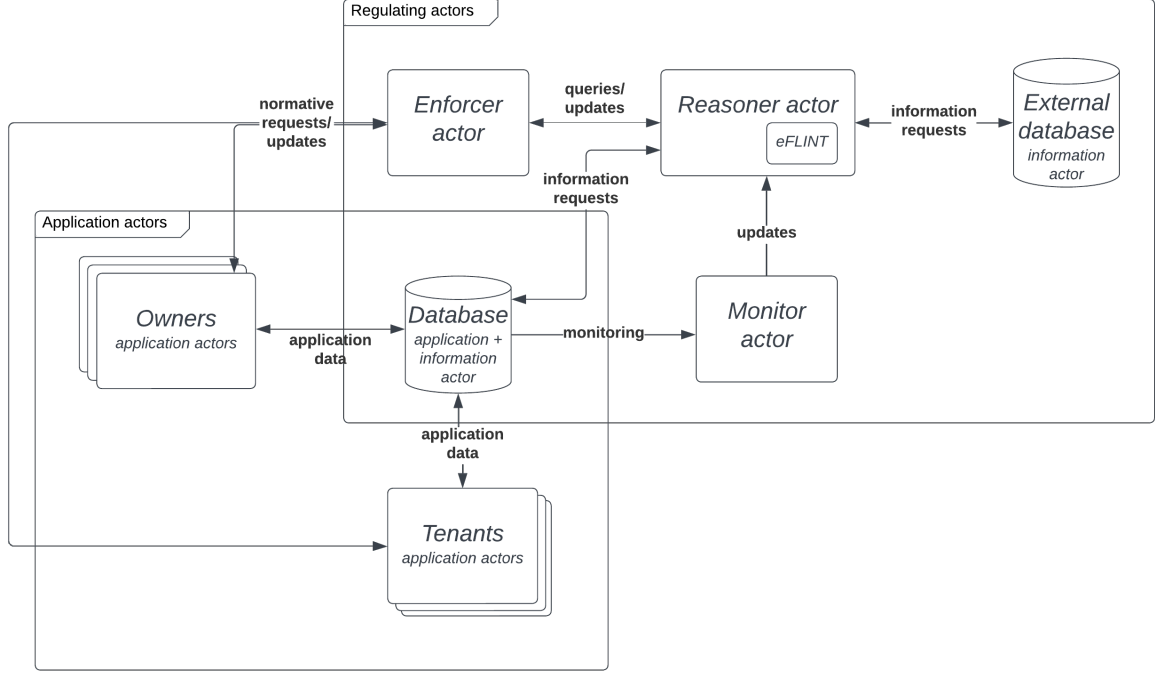 Regulating actors
Enforcer
actor
queries/
updates
Reasoner actor
eFLINT
information
requests
External
database
information
actor
normative
requests/
updates
information
requests
Application actors
updates
Owners
application actors
application
data
Database
application +
information
actor
monitoring
Monitor
actor
application
data
Tenants
application actors